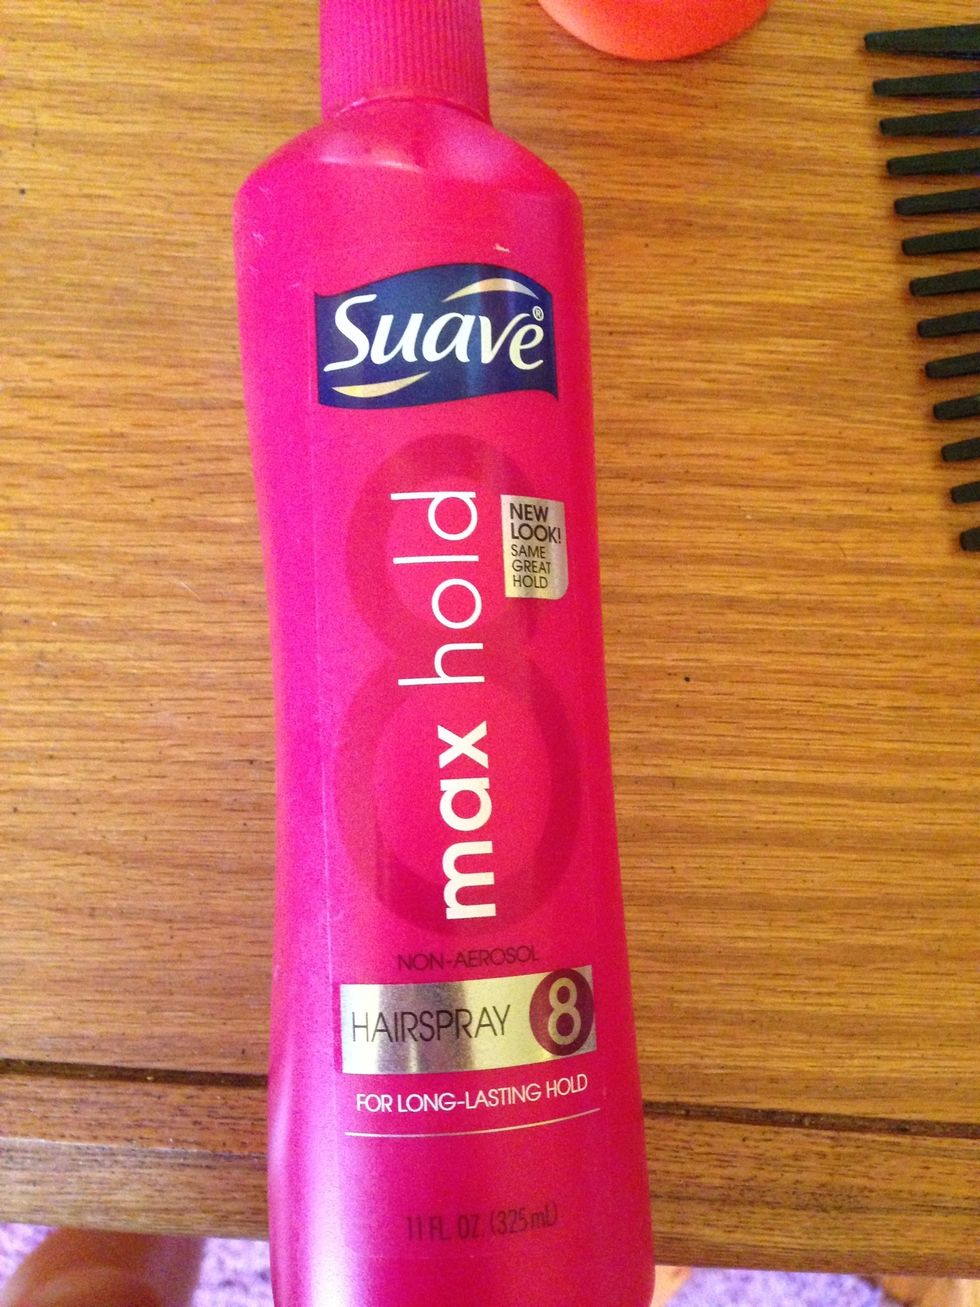 Suave®
max hold
NEW
LOOK!
SAME
GREAT
HOLD
NON-AEROSOL
HAIRSPRAY 8
FOR LONG-LASTING HOLD
11 FL. OZ. (325 mL)